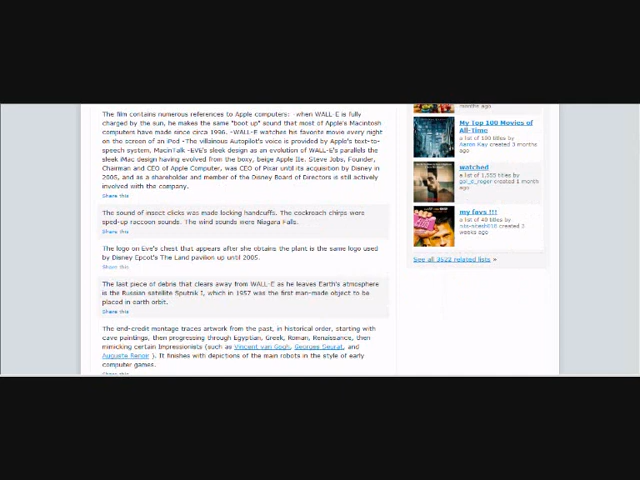 months ago
The film contains numerous references to Apple computers: -when WALL·E is fully
charged by the sun, he makes the same "boot up" sound that most of Apple's Macintosh
computers have made since circa 1996. -WALL·E watches his favorite movie every night
on the screen of an iPod -The villainous Autopilot's voice is provided by Apple's text-to-
speech system, MacinTalk -EVE's sleek design as an evolution of WALL·E's parallels the
sleek iMac design having evolved from the boxy, beige Apple IIe. Steve Jobs, Founder,
Chairman and CEO of Apple Computer, was CEO of Pixar until its acquisition by Disney in
2005, and as a shareholder and member of the Disney Board of Directors is still actively
involved with the company.
Share this
The sound of insect clicks was made locking handcuffs. The cockroach chirps were
sped-up raccoon sounds. The wind sounds were Niagara Falls.
Share this
The logo on Eve's chest that appears after she obtains the plant is the same logo used
by Disney Epcot's The Land pavilion up until 2005.
Share this
The last piece of debris that clears away from WALL·E as he leaves Earth's atmosphere
is the Russian satellite Sputnik I, which in 1957 was the first man-made object to be
placed in earth orbit.
Share this
The end-credit montage traces artwork from the past, in historical order, starting with
cave paintings, then progressing through Egyptian, Greek, Roman, Renaissance, then
mimicking certain Impressionists (such as Vincent van Gogh, Georges Seurat, and
Auguste Renoir ). It finishes with depictions of the main robots in the style of early
computer games.
Share this
My Top 100 Movies of
All-Time
a list of 100 titles by
Aaron Kay created 3 months
ago
watched
a list of 1,555 titles by
created 1 month
ago
my favs !!!
a list of 40 titles by
created 3
weeks ago
See all 3522 related lists »